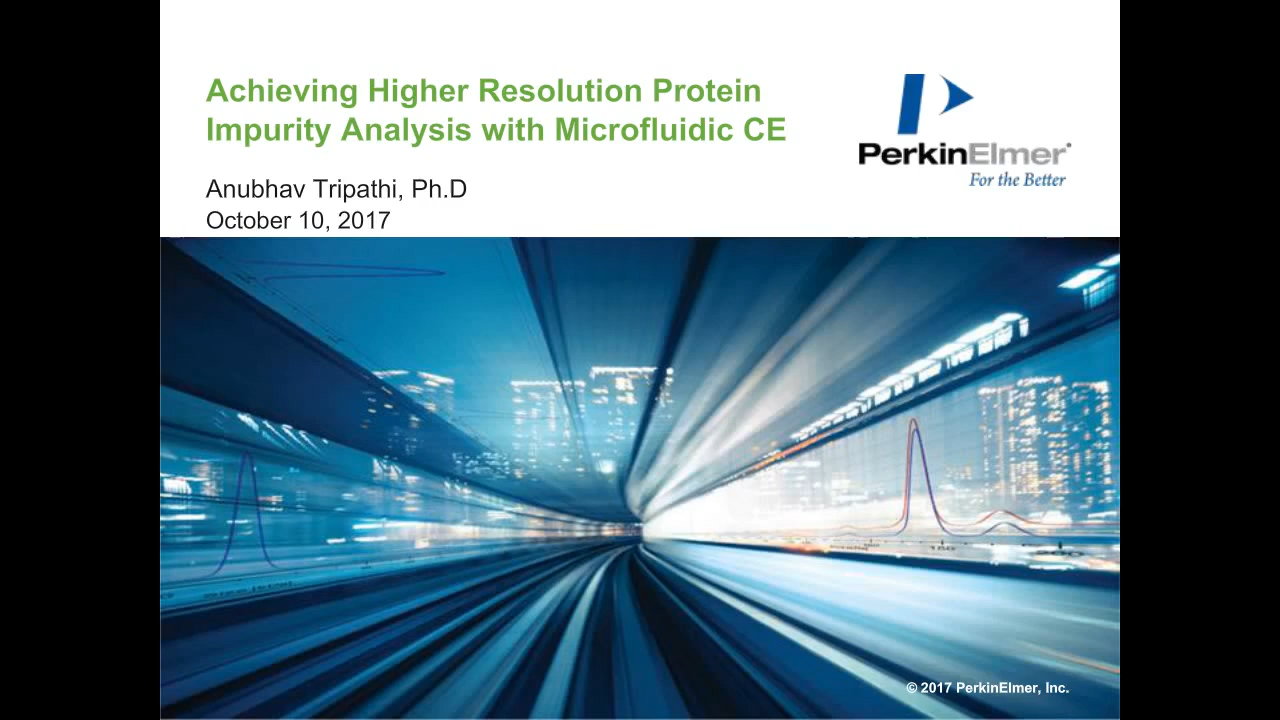 Achieving Higher Resolution Protein
Impurity Analysis with Microfluidic CE
Anubhav Tripathi, Ph.D
October 10, 2017
PerkinElmer
For the Better
© 2017 PerkinElmer, Inc.